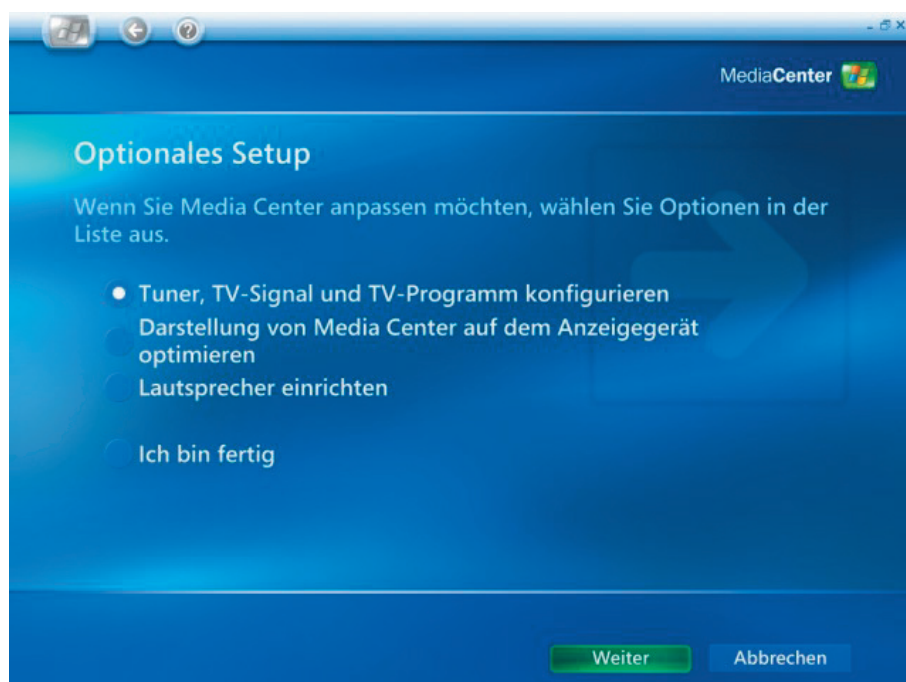 MediaCenter
Optionales Setup
Wenn Sie Media Center anpassen möchten, wählen Sie Optionen in der
Liste aus.
Tuner, TV-Signal und TV-Programm konfigurieren
Darstellung von Media Center auf dem Anzeigegerät
optimieren
Lautsprecher einrichten
Ich bin fertig
Weiter Abbrechen